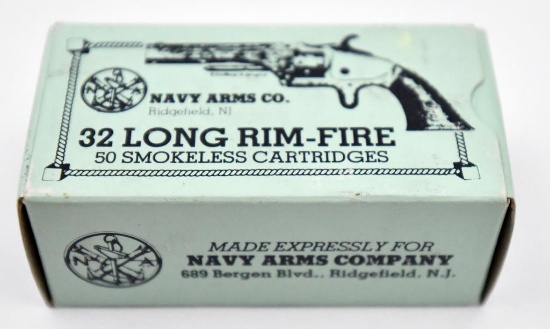 NAVY ARMS CO.
Ridgefield, NJ
32 LONG RIM-FIRE
50 SMOKELESS CARTRIDGES
MADE EXPRESSLY FOR
NAVY ARMS COMPANY
689 Bergen Blvd., Ridgefield, N.J.